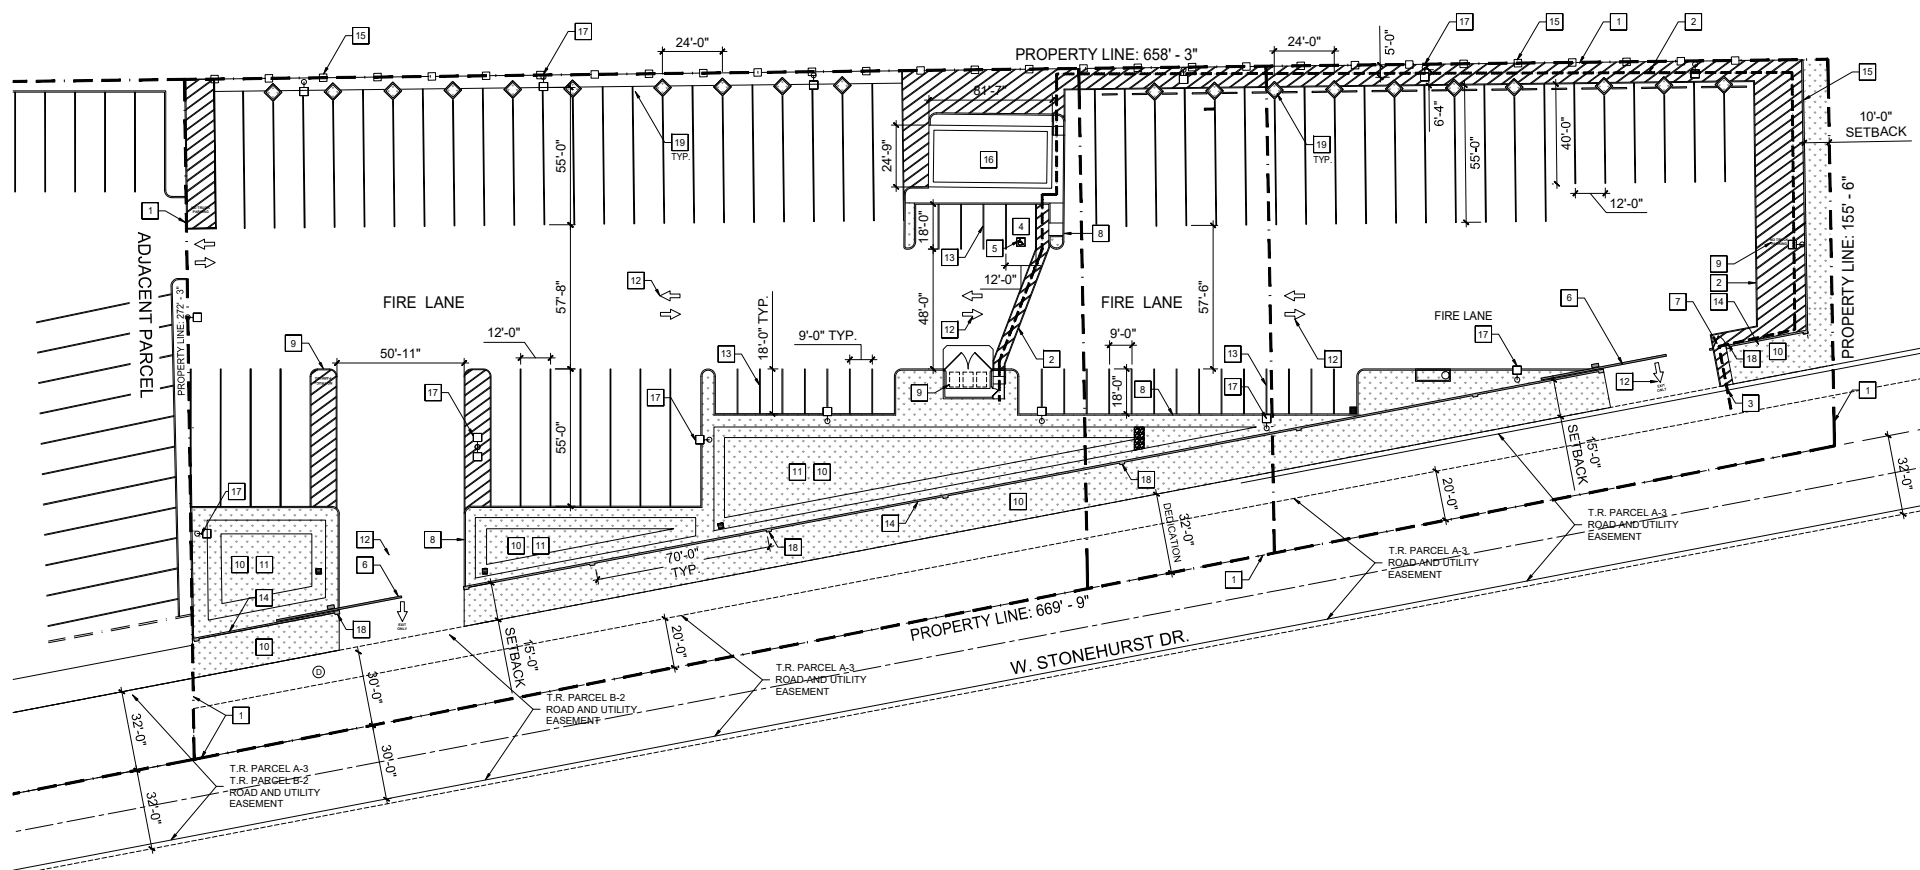 15
17
24'-0"
PROPERTY LINE: 658' - 3"
24'-0"
5'-0"
17
15
1
2
15
10'-0"
SETBACK
81'-7"
6'-4"
19
TYP.
55'-0"
24'-9"
16
19
TYP.
55'-0"
40'-0"
12'-0"
1
ADJACENT PARCEL
PROPERTY LINE: 272' - 3"
18'-0"
13
5
4
8
12'-0"
9
2
14
PROPERTY LINE: 155' - 6"
FIRE LANE
12
57'-8"
18'-0" TYP.
48'-0"
12
FIRE LANE
57'-6"
12
FIRE LANE
6
7
17
18
10
9
50'-11"
12'-0"
13
9'-0" TYP.
2
9'-0"
13
12
EXIT
ONLY
3
1
17
17
9
18'-0"
8
17
55'-0"
11
10
18
10
14
SETBACK
15'-0"
20'-0"
32'-0"
17
12
8
10
11
18
70'-0"
TYP
DEDICATION
32'-0"
T.R. PARCEL A-3
ROAD AND UTILITY
EASEMENT
10
11
6
14
18
EXIT
ONLY
10
1
T.R. PARCEL A-3
ROAD AND UTILITY
EASEMENT
PROPERTY LINE: 669' - 9"
W. STONEHURST DR.
D
SETBACK
15'-0"
20'-0"
T.R. PARCEL A-3
ROAD AND UTILITY
EASEMENT
30'-0"
T.R. PARCEL B-2
ROAD AND UTILITY
EASEMENT
1
32'-0"
30'-0"
T.R. PARCEL A-3
T.R. PARCEL B-2
ROAD AND UTILITY
EASEMENT
32'-0"